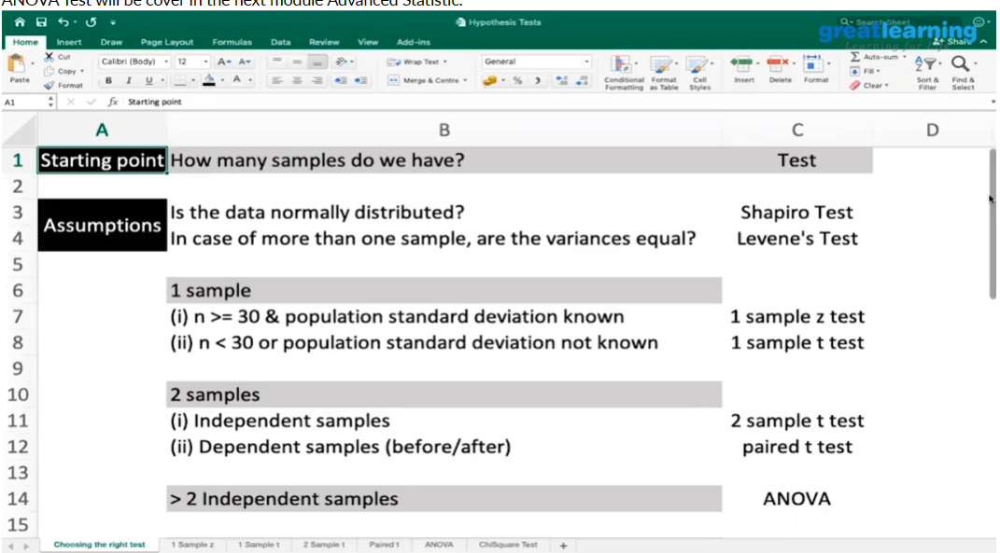 ANOVA Test will be cover in the next module Advanced Statistic.
Hypothesis Tests
Search Sheet
greatlearning
Learning for Life
Share
Home Insert Draw Page Layout Formulas Data Review View Add-ins
Paste
Cut
Copy
Format
Calibri (Body) 12 A A
B I U A
Wrap Text
Merge & Centre
General
%
Conditional Formatting
Format as Table
Cell Styles
Insert
Delete
Format
Auto-sum
Fill
Clear
Sort & Filter
Find & Select
A1 fx Starting point
A B C D
1 Starting point How many samples do we have? Test
2
3 Is the data normally distributed? Shapiro Test
Assumptions
4 In case of more than one sample, are the variances equal? Levene's Test
5
6 1 sample
7 (i) n >= 30 & population standard deviation known 1 sample z test
8 (ii) n < 30 or population standard deviation not known 1 sample t test
9
10 2 samples
11 (i) Independent samples 2 sample t test
12 (ii) Dependent samples (before/after) paired t test
13
14 > 2 Independent samples ANOVA
15
Choosing the right test 1 Sample z 1 Sample t 2 Sample t Paired t ANOVA ChiSquare Test +